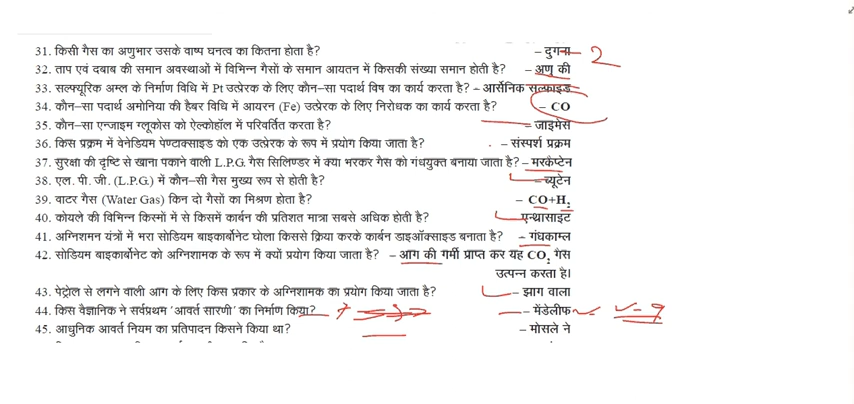 31. किसी गैस का अणुभार उसके वाष्प घनत्व का कितना होता है? – दुगना 2
32. ताप एवं दबाब की समान अवस्थाओं में विभिन्न गैसों के समान आयतन में किसकी संख्या समान होती है? – अणु की
33. सल्फ्यूरिक अम्ल के निर्माण विधि में Pt उत्प्रेरक के लिए कौन-सा पदार्थ विष का कार्य करता है? – आर्सेनिक सल्फाइड
34. कौन-सा पदार्थ अमोनिया की हैबर विधि में आयरन (Fe) उत्प्रेरक के लिए निरोधक का कार्य करता है? – CO
35. कौन-सा एन्जाइम ग्लूकोस को ऐल्कोहॉल में परिवर्तित करता है? – जाइमेस
36. किस प्रक्रम में वेनेडियम पेण्टाक्साइड को एक उत्प्रेरक के रूप में प्रयोग किया जाता है? – संस्पर्श प्रक्रम
37. सुरक्षा की दृष्टि से खाना पकाने वाली L.P.G. गैस सिलिण्डर में क्या भरकर गैस को गंधयुक्त बनाया जाता है? – मरकैप्टेन
38. एल. पी. जी. (L.P.G.) में कौन-सी गैस मुख्य रूप से होती है? – ब्यूटेन
39. वाटर गैस (Water Gas) किन दो गैसों का मिश्रण होता है? – CO+H₂
40. कोयले की विभिन्न किस्मों में से किसमें कार्बन की प्रतिशत मात्रा सबसे अधिक होती है? – एन्थ्रासाइट
41. अग्निशमन यंत्रों में भरा सोडियम बाइकार्बोनेट घोला किससे क्रिया करके कार्बन डाइऑक्साइड बनाता है? – गंधकाम्ल
42. सोडियम बाइकार्बोनेट को अग्निशामक के रूप में क्यों प्रयोग किया जाता है? – आग की गर्मी प्राप्त कर यह CO₂ गैस
उत्पन्न करता है।
43. पेट्रोल से लगने वाली आग के लिए किस प्रकार के अग्निशामक का प्रयोग किया जाता है? – झाग वाला
44. किस वैज्ञानिक ने सर्वप्रथम 'आवर्त सारणी' का निर्माण किया? – मेंडेलीफ
45. आधुनिक आवर्त नियम का प्रतिपादन किसने किया था? – मोसले ने